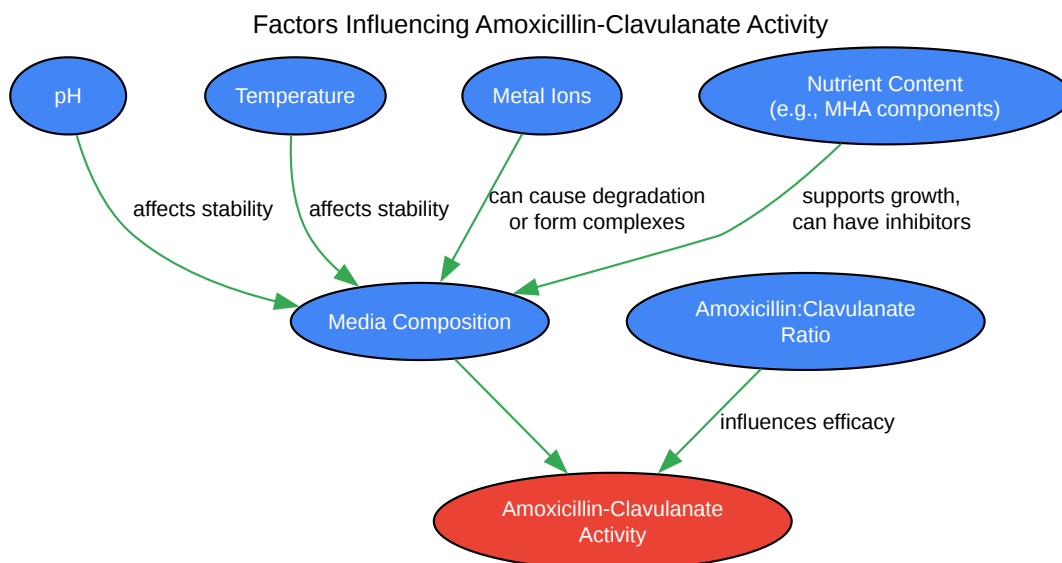 Factors Influencing Amoxicillin-Clavulanate Activity
pH
Temperature
Metal Ions
Nutrient Content
(e.g., MHA components)
affects stability
affects stability
can cause degradation
or form complexes
supports growth,
can have inhibitors
Media Composition
Amoxicillin:Clavulanate
Ratio
influences efficacy
Amoxicillin-Clavulanate
Activity